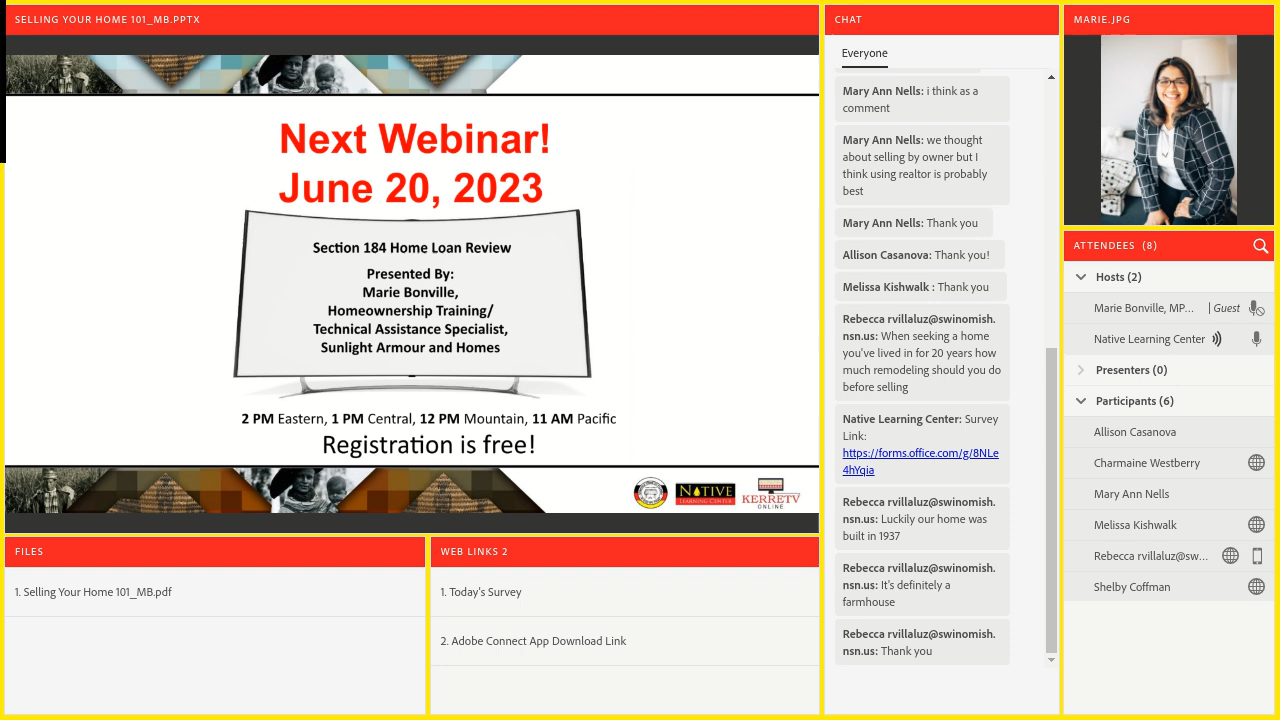 SELLING YOUR HOME 101_MB.PPTX
Next Webinar!
June 20, 2023
Section 184 Home Loan Review
Presented By:
Marie Bonville,
Homeownership Training/
Technical Assistance Specialist,
Sunlight Armour and Homes
2 PM Eastern, 1 PM Central, 12 PM Mountain, 11 AM Pacific
Registration is free!
NATIVE
LEARNING CENTER
KERRETV
ONLINE
FILES
1. Selling Your Home 101_MB.pdf
WEB LINKS 2
1. Today's Survey
2. Adobe Connect App Download Link
CHAT
Everyone
Mary Ann Nells: i think as a
comment
Mary Ann Nells: we thought
about selling by owner but I
think using realtor is probably
best
Mary Ann Nells: Thank you
Allison Casanova: Thank you!
Melissa Kishwalk : Thank you
Rebecca rvillaluz@swinomish.
nsn.us: When seeking a home
you've lived in for 20 years how
much remodeling should you do
before selling
Native Learning Center: Survey
Link:
https://forms.office.com/g/8NLe
4hYqia
Rebecca rvillaluz@swinomish.
nsn.us: Luckily our home was
built in 1937
Rebecca rvillaluz@swinomish.
nsn.us: It's definitely a
farmhouse
Rebecca rvillaluz@swinomish.
nsn.us: Thank you
MARIE.JPG
ATTENDEES (8)
Hosts (2)
Marie Bonville, MP... | Guest
Native Learning Center
Presenters (0)
Participants (6)
Allison Casanova
Charmaine Westberry
Mary Ann Nells
Melissa Kishwalk
Rebecca rvillaluz@sw...
Shelby Coffman